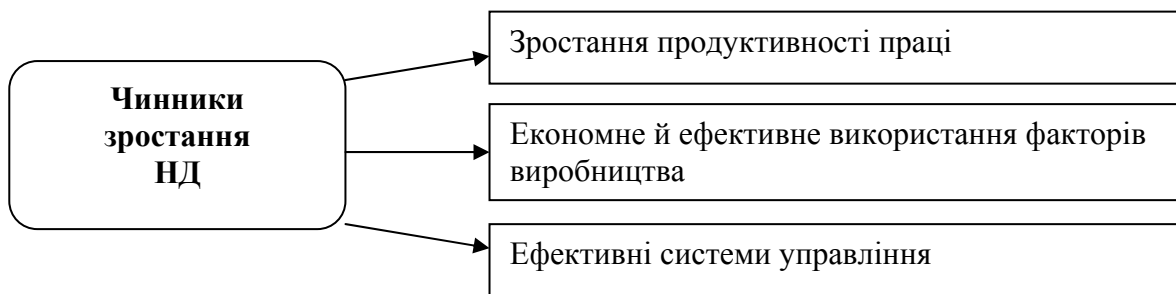 Чинники
зростання
НД
Зростання продуктивності праці
Економне й ефективне використання факторів
виробництва
Ефективні системи управління